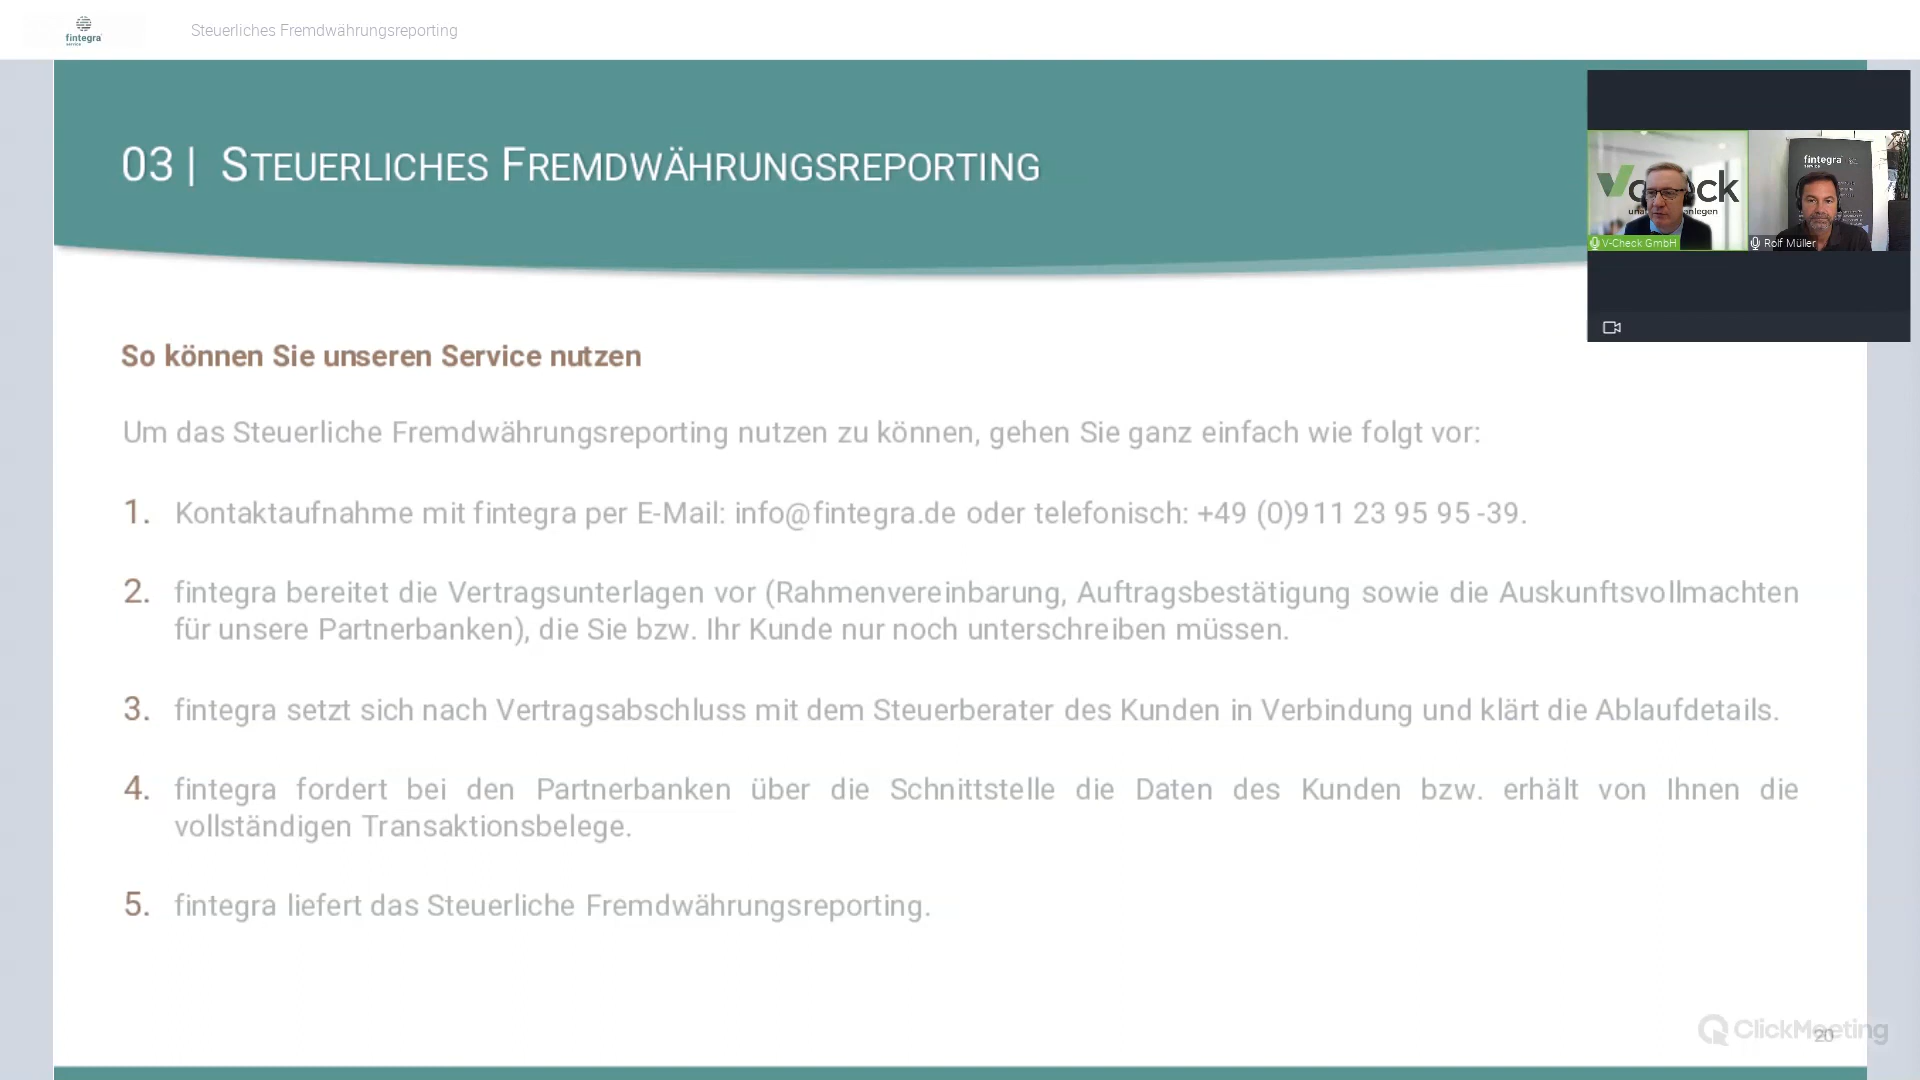 fintegra
service
Steuerliches Fremdwährungsreporting
03 | STEUERLICHES FREMDWÄHRUNGSREPORTING
fintegra
V-Check GmbH
Rolf Müller
So können Sie unseren Service nutzen
Um das Steuerliche Fremdwährungsreporting nutzen zu können, gehen Sie ganz einfach wie folgt vor:
1. Kontaktaufnahme mit fintegra per E-Mail: info@fintegra.de oder telefonisch: +49 (0)911 23 95 95 -39.
2. fintegra bereitet die Vertragsunterlagen vor (Rahmenvereinbarung, Auftragsbestätigung sowie die Auskunftsvollmachten
für unsere Partnerbanken), die Sie bzw. Ihr Kunde nur noch unterschreiben müssen.
3. fintegra setzt sich nach Vertragsabschluss mit dem Steuerberater des Kunden in Verbindung und klärt die Ablaufdetails.
4. fintegra fordert bei den Partnerbanken über die Schnittstelle die Daten des Kunden bzw. erhält von Ihnen die
vollständigen Transaktionsbelege.
5. fintegra liefert das Steuerliche Fremdwährungsreporting.
ClickMeeting
20